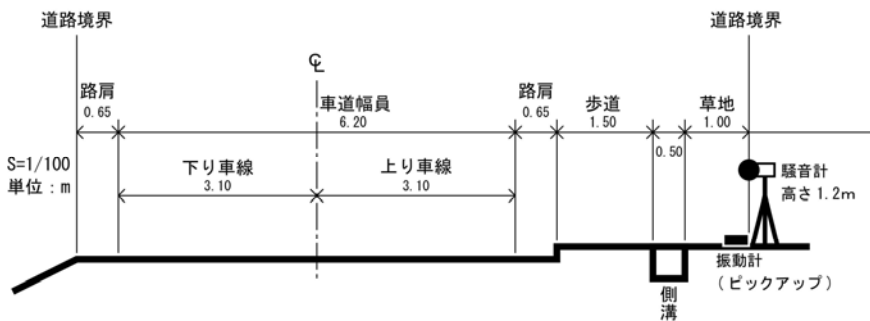 道路境界
道路境界
℄
路肩
0.65
車道幅員
6.20
路肩
0.65
歩道
1.50
草地
1.00
0.50
S=1/100
単位：m
下り車線
3.10
上り車線
3.10
騒音計
高さ1.2m
振動計
（ピックアップ）
側溝